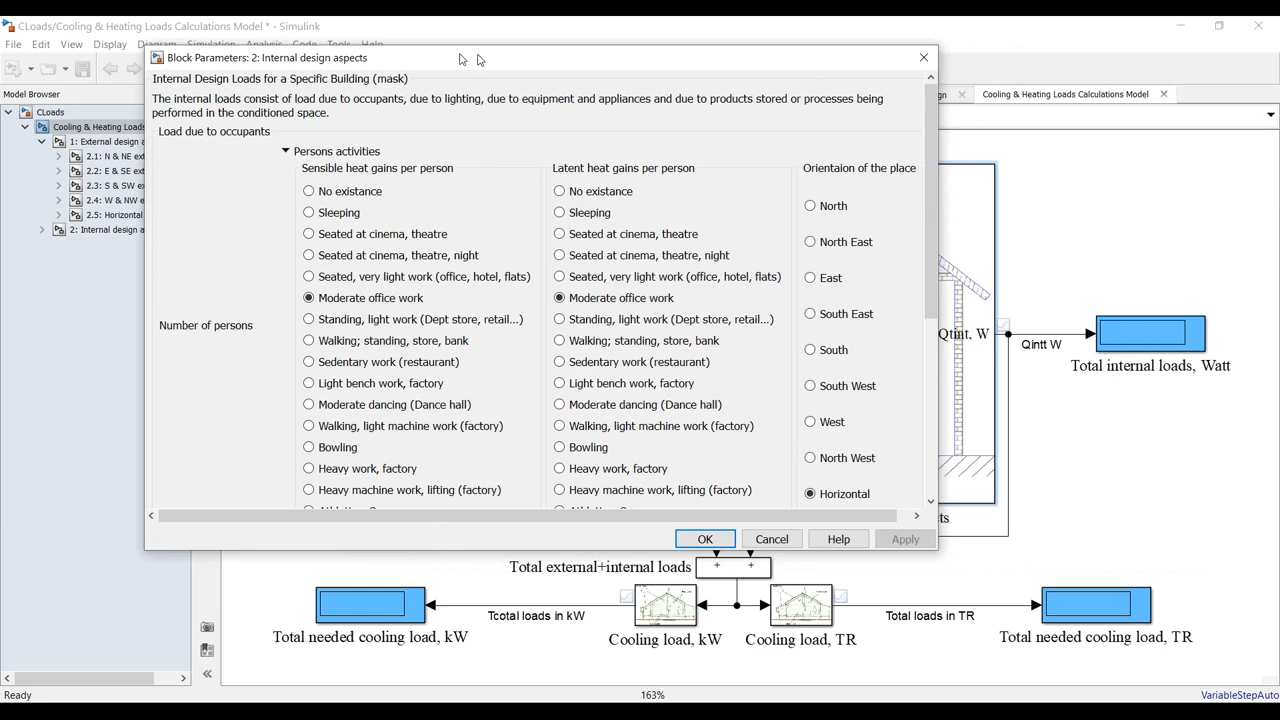 CLoads/Cooling & Heating Loads Calculations Model * - Simulink
File Edit View Display Diagram Simulation Analysis Code Tools Help
Block Parameters: 2: Internal design aspects
Model Browser
Cooling & Heating Loads Calculations Model
CLoads
Cooling & Heating Loads
1: External design a
2.1: N & NE ex
2.2: E & SE ex
2.3: S & SW ex
2.4: W & NW ex
2.5: Horizontal
2: Internal design a
Internal Design Loads for a Specific Building (mask)
The internal loads consist of load due to occupants, due to lighting, due to equipment and appliances and due to products stored or processes being
performed in the conditioned space.
Load due to occupants
Persons activities
Number of persons
Sensible heat gains per person
No existance
Sleeping
Seated at cinema, theatre
Seated at cinema, theatre, night
Seated, very light work (office, hotel, flats)
Moderate office work
Standing, light work (Dept store, retail...)
Walking; standing, store, bank
Sedentary work (restaurant)
Light bench work, factory
Moderate dancing (Dance hall)
Walking, light machine work (factory)
Bowling
Heavy work, factory
Heavy machine work, lifting (factory)
Latent heat gains per person
No existance
Sleeping
Seated at cinema, theatre
Seated at cinema, theatre, night
Seated, very light work (office, hotel, flats)
Moderate office work
Standing, light work (Dept store, retail...)
Walking; standing, store, bank
Sedentary work (restaurant)
Light bench work, factory
Moderate dancing (Dance hall)
Walking, light machine work (factory)
Bowling
Heavy work, factory
Heavy machine work, lifting (factory)
Orientaion of the place
North
North East
East
South East
South
South West
West
North West
Horizontal
OK Cancel Help Apply
Qtint, W
Qintt W
Total internal loads, Watt
Total external+internal loads
+ +
Tcotal loads in kW
Total loads in TR
Total needed cooling load, kW
Cooling load, kW
Cooling load, TR
Total needed cooling load, TR
Ready
163%
VariableStepAuto